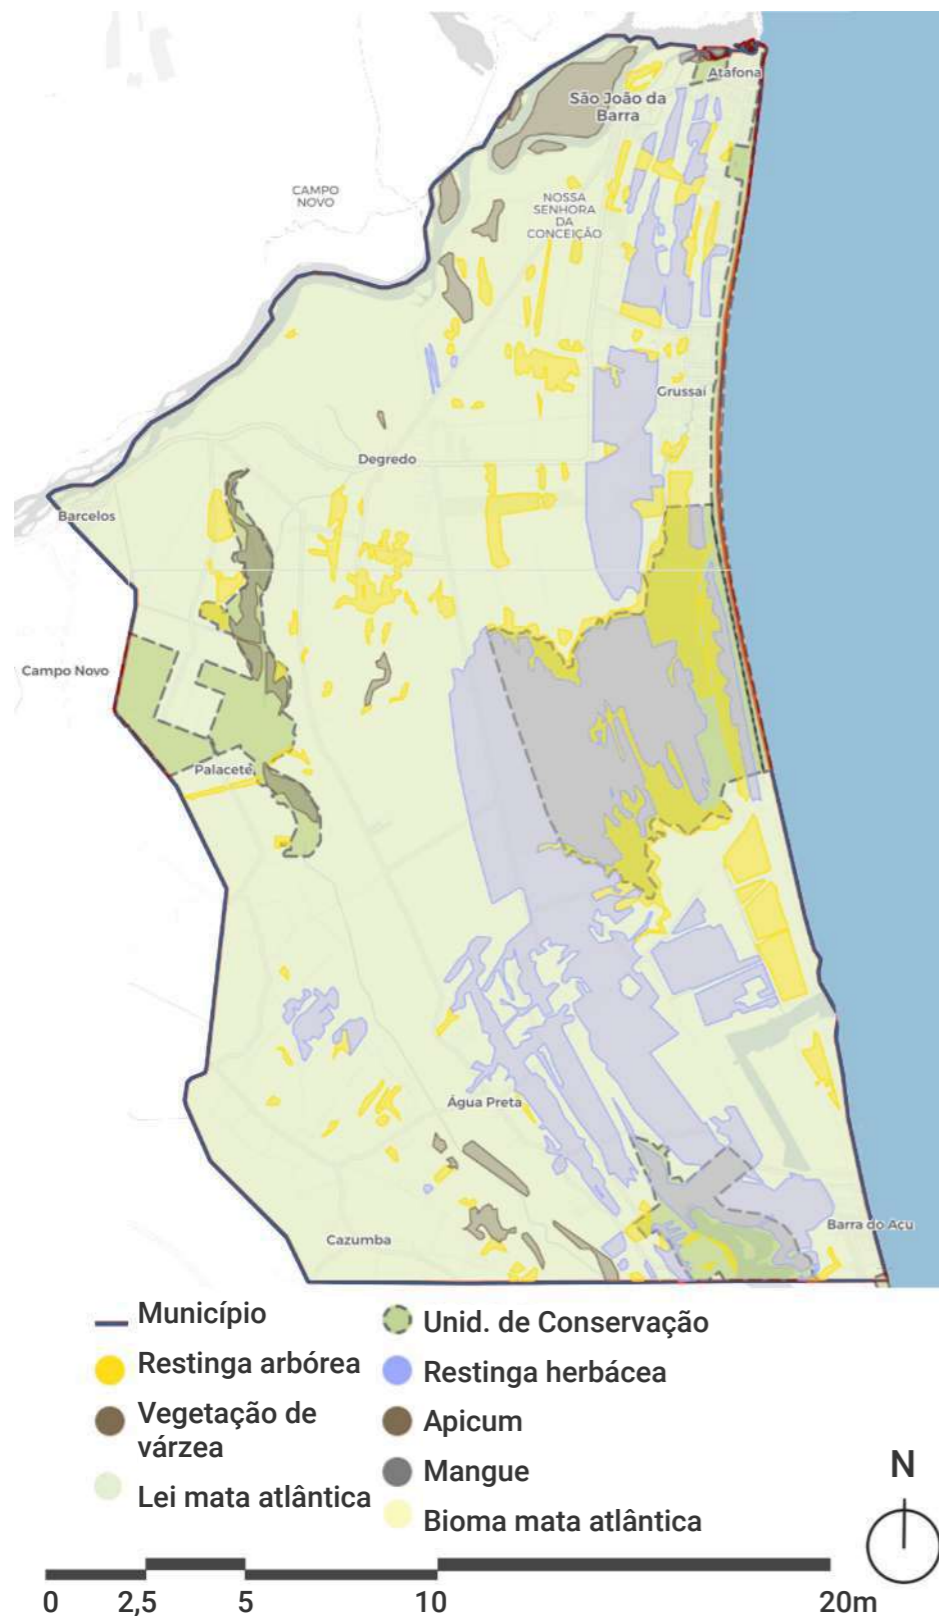 Atafona
São João da
Barra
CAMPO
NOVO
NOSSA
SENHORA
DA
CONCEIÇÃO
Grussaí
Degredo
Barcelos
Campo Novo
Palacete
Água Preta
Barra do Açu
Cazumba
Município
Restinga arbórea
Vegetação de
várzea
Lei mata atlântica
Unid. de Conservação
Restinga herbácea
Apicum
Mangue
Bioma mata atlântica
N
0 2,5 5 10 20m